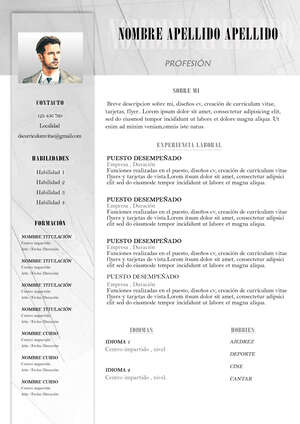 NOMBRE APELLIDO APELLIDO
PROFESIÓN
CONTACTO
123 456 789
Localidad
discurriculumvitae@gmail.com
HABILIDADES
Habilidad 1
Habilidad 2
Habilidad 3
Habilidad 4
FORMACIÓN
NOMBRE TITULACIÓN
Centro impartido
Año / Fecha /Duración
NOMBRE TITULACIÓN
Centro impartido
Año / Fecha /Duración
NOMBRE TITULACIÓN
Centro impartido
Año / Fecha /Duración
NOMBRE TITULACIÓN
Centro impartido
Año / Fecha /Duración
NOMBRE CURSO
Centro impartido
Año / Fecha /Duración
NOMBRE CURSO
Centro impartido
Año / Fecha /Duración
NOMBRE CURSO
Centro impartido
Año / Fecha /Duración
SOBRE MI
Breve descripcion sobre mi, diseños cv, creación de curriculum vitae,
tarjetas, flyer.. Lorem ipsum dolor sit amet, consectetur adipiscing elit,
sed do eiusmod tempor incididunt ut labore et dolore magna aliqua. Ut
enim ad minim veniam,omnis iste natus
EXPERIENCIA LABORAL
PUESTO DESEMPEÑADO
Empresa , Duración
Funciones realizadas en el puesto, diseños cv, creación de curriculum vitae
flyers y tarjetas de vista.Lorem ipsum dolor sit amet, consectetur adipiscing
elit sed do eiusmode tempor incididunt ut labore et magna aliqua.
PUESTO DESEMPEÑADO
Empresa , Duración
Funciones realizadas en el puesto, diseños cv, creación de curriculum vitae
flyers y tarjetas de vista.Lorem ipsum dolor sit amet, consectetur adipiscing
elit sed do eiusmode tempor incididunt ut labore et magna aliqua.
PUESTO DESEMPEÑADO
Empresa , Duración
Funciones realizadas en el puesto, diseños cv, creación de curriculum vitae
flyers y tarjetas de vista.Lorem ipsum dolor sit amet, consectetur adipiscing
elit sed do eiusmode tempor incididunt ut labore et magna aliqua.
PUESTO DESEMPEÑADO
Empresa , Duración
Funciones realizadas en el puesto, diseños cv, creación de curriculum vitae
flyers y tarjetas de vista.Lorem ipsum dolor sit amet, consectetur adipiscing
elit sed do eiusmode tempor incididunt ut labore et magna aliqua.
IDIOMAS
IDIOMA 1
Centro impartido , nivel
IDIOMA 2
Centro impartido , nivel
HOBBIES
AJEDREZ
DEPORTE
CINE
CANTAR